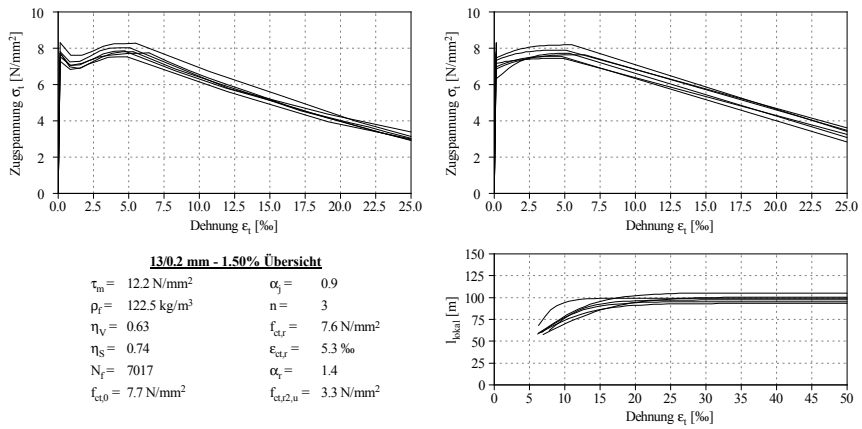 Zugspannung σt [N/mm²]
10
8
6
4
2
0
0.0 2.5 5.0 7.5 10.0 12.5 15.0 17.5 20.0 22.5 25.0
Dehnung εt [‰]
Zugspannung σt [N/mm²]
10
8
6
4
2
0
0.0 2.5 5.0 7.5 10.0 12.5 15.0 17.5 20.0 22.5 25.0
Dehnung εt [‰]
13/0.2 mm - 1.50% Übersicht
τm = 12.2 N/mm² αj = 0.9
ρf = 122.5 kg/m³ n = 3
ηV = 0.63 fct,r = 7.6 N/mm²
ηS = 0.74 εct,r = 5.3 ‰
Nf = 7017 αr = 1.4
fct,0 = 7.7 N/mm² fct,r2,u = 3.3 N/mm²
llokal [m]
150
125
100
75
50
25
0
0 5 10 15 20 25 30 35 40 45 50
Dehnung εt [‰]